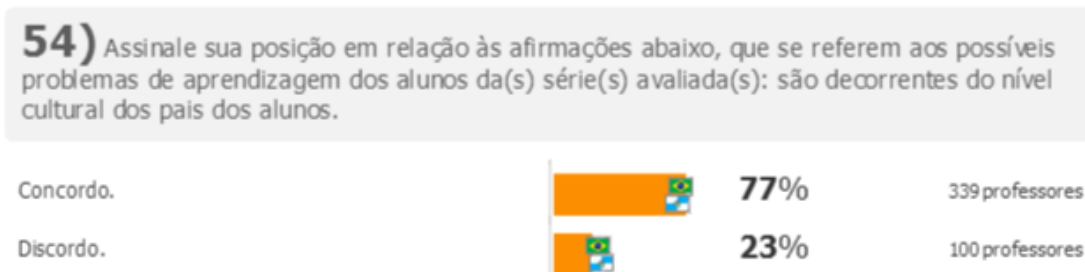 54) Assinale sua posição em relação às afirmações abaixo, que se referem aos possíveis
problemas de aprendizagem dos alunos da(s) série(s) avaliada(s): são decorrentes do nível
cultural dos pais dos alunos.
Concordo. 77% 339 professores
Discordo. 23% 100 professores